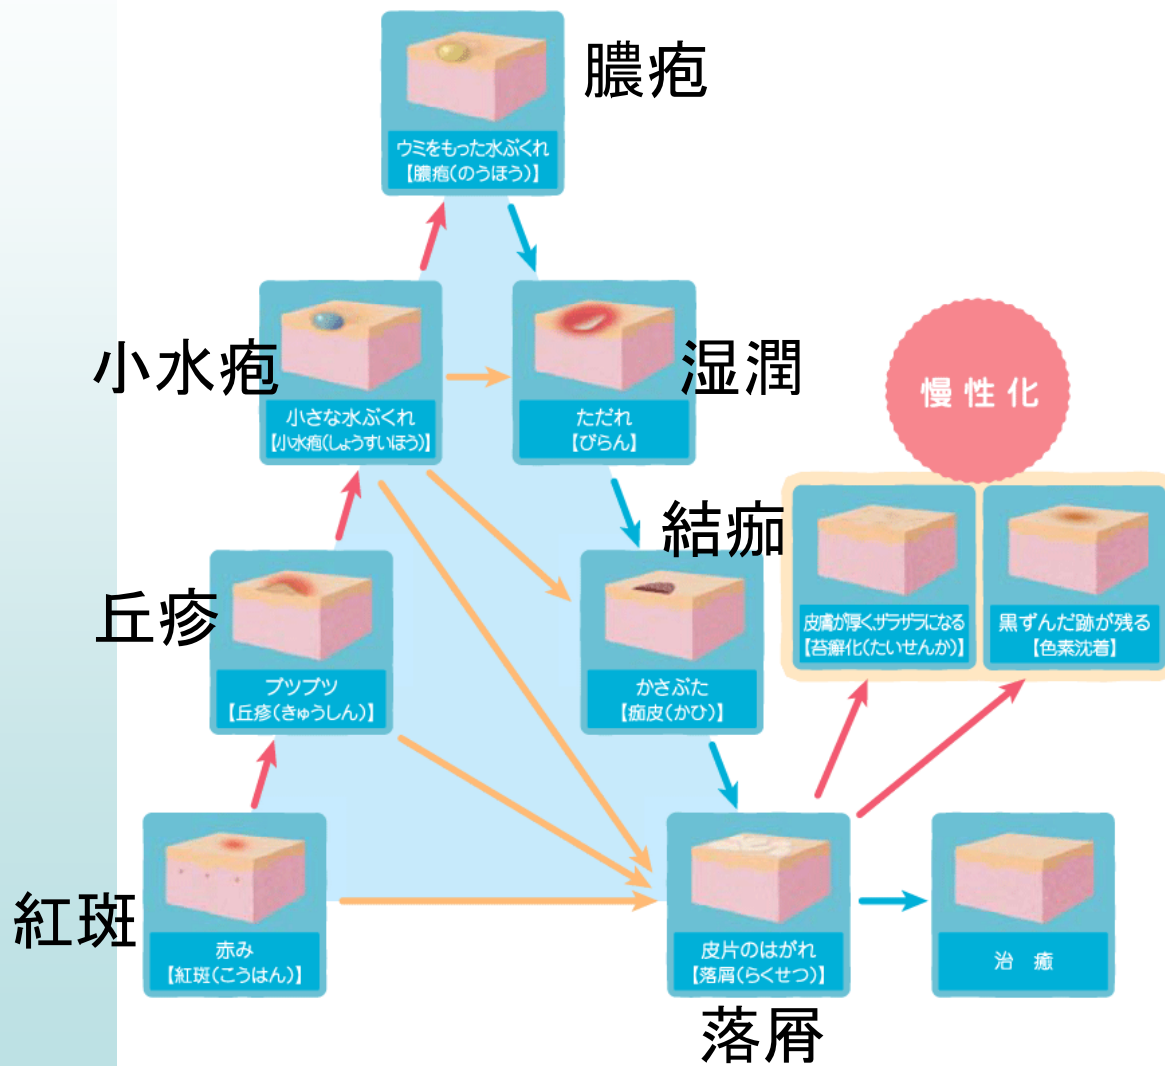 膿疱
ウミをもった水ぶくれ
【膿疱(のうほう)】
小水疱
小さな水ぶくれ
【小水疱(しょうすいほう)】
湿潤
ただれ
【びらん】
慢性化
丘疹
ブツブツ
【丘疹(きゅうしん)】
結痂
かさぶた
【痂皮(かひ)】
皮膚が厚く、ザラザラになる
【苔癬化(たいせんか)】
黒ずんだ跡が残る
【色素沈着】
紅斑
赤み
【紅斑(こうはん)】
皮片のはがれ
【落屑(らくせつ)】
落屑
治癒